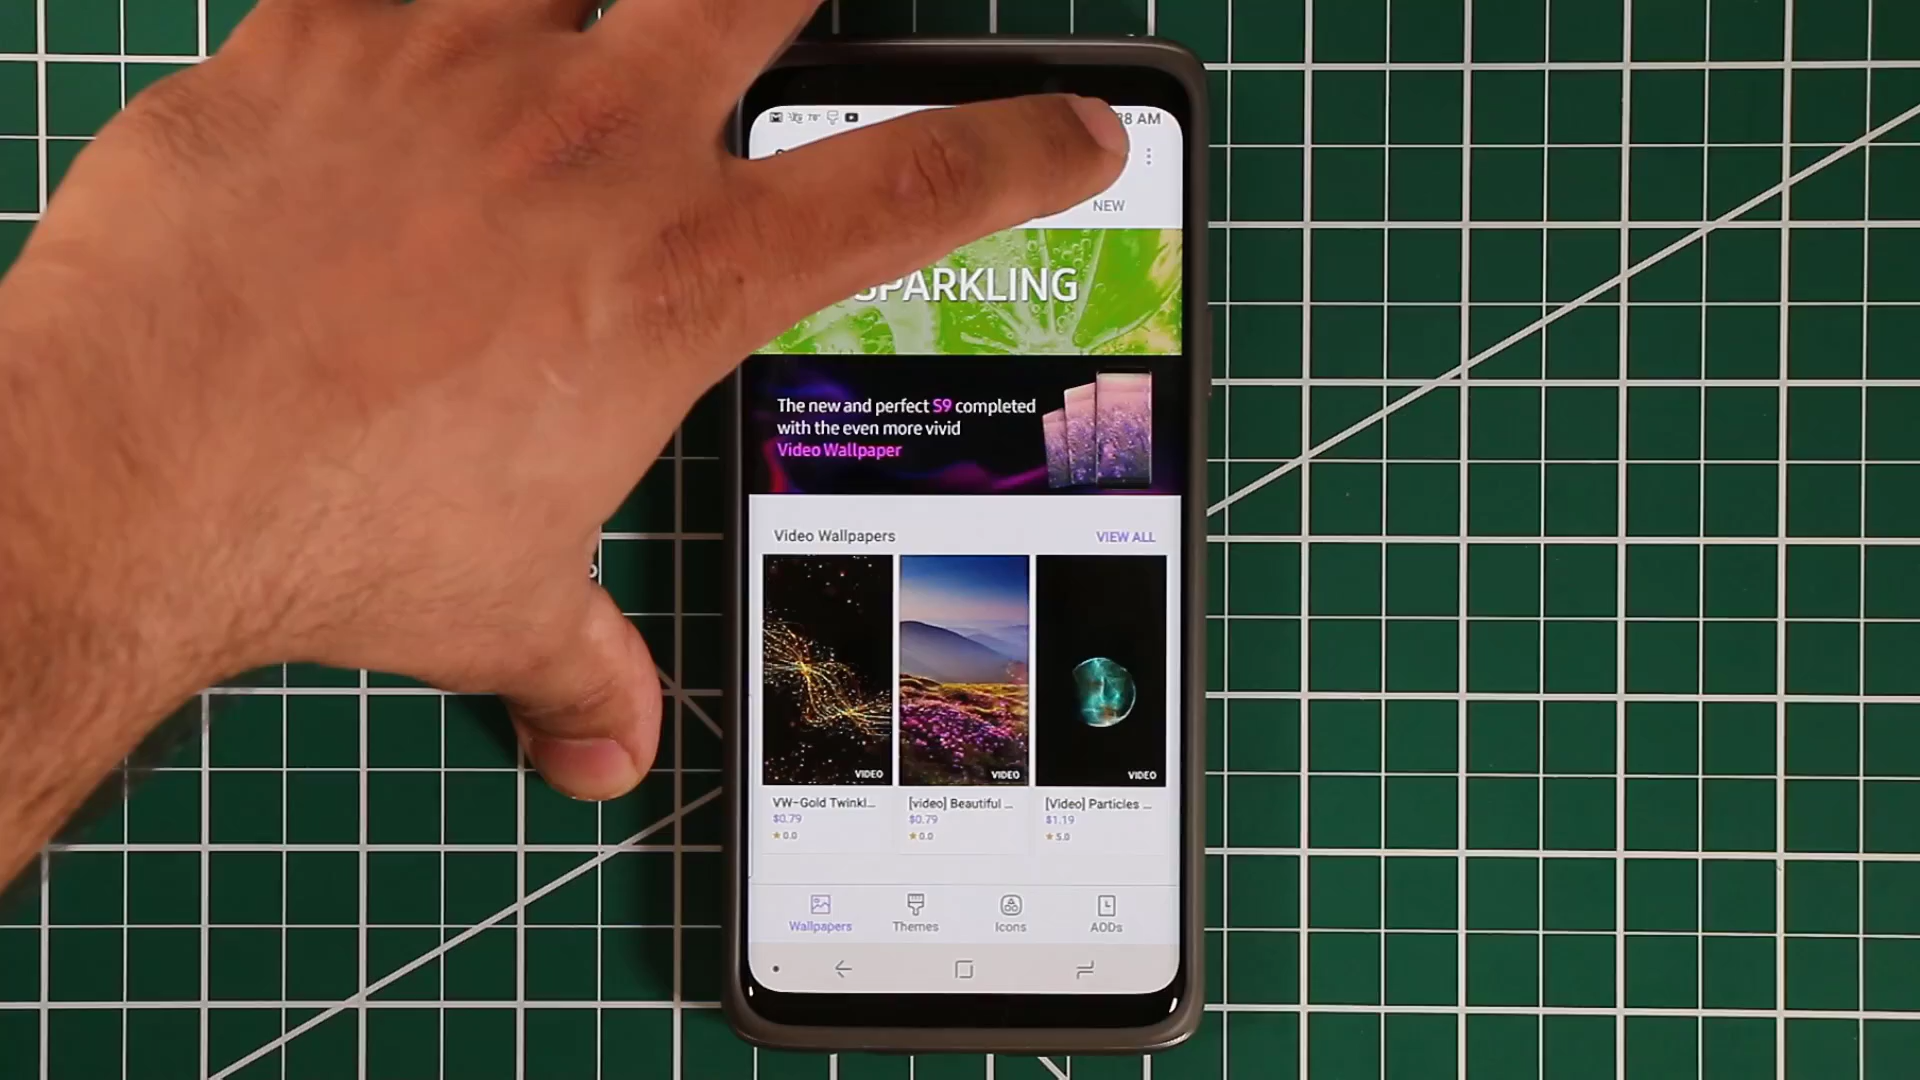 AM
NEW
SPARKLING
The new and perfect S9 completed
with the even more vivid
Video Wallpaper
Video Wallpapers
VIEW ALL
VIDEO
VIDEO
VIDEO
VW-Gold Twinkl...
[video] Beautiful ...
[Video] Particles ...
$0.79
$0.79
$1.19
★0.0
★0.0
★5.0
Wallpapers
Themes
Icons
AODs